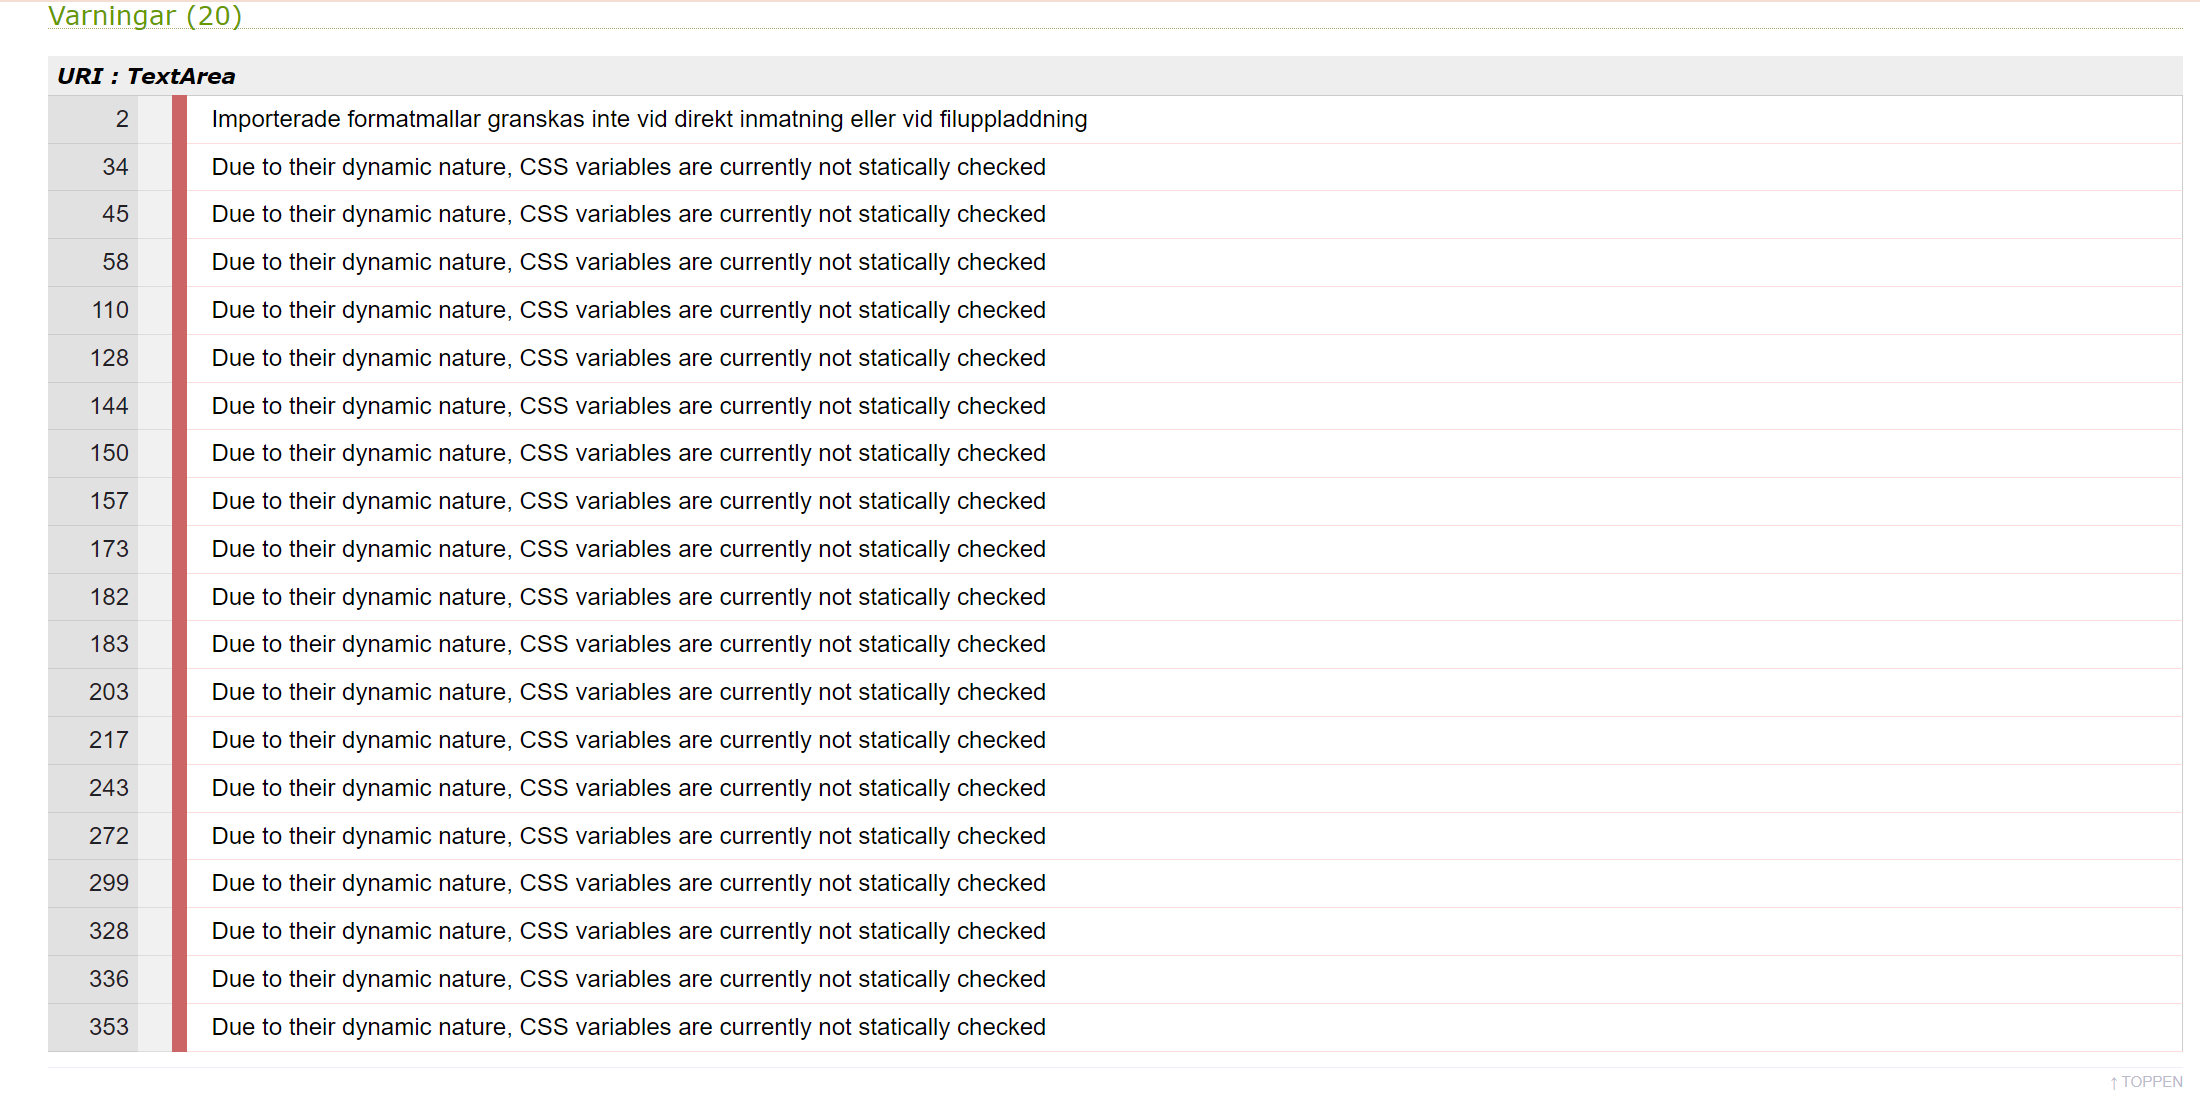 Varningar (20)
URI : TextArea
2 Importerade formatmallar granskas inte vid direkt inmatning eller vid filuppladdning
34 Due to their dynamic nature, CSS variables are currently not statically checked
45 Due to their dynamic nature, CSS variables are currently not statically checked
58 Due to their dynamic nature, CSS variables are currently not statically checked
110 Due to their dynamic nature, CSS variables are currently not statically checked
128 Due to their dynamic nature, CSS variables are currently not statically checked
144 Due to their dynamic nature, CSS variables are currently not statically checked
150 Due to their dynamic nature, CSS variables are currently not statically checked
157 Due to their dynamic nature, CSS variables are currently not statically checked
173 Due to their dynamic nature, CSS variables are currently not statically checked
182 Due to their dynamic nature, CSS variables are currently not statically checked
183 Due to their dynamic nature, CSS variables are currently not statically checked
203 Due to their dynamic nature, CSS variables are currently not statically checked
217 Due to their dynamic nature, CSS variables are currently not statically checked
243 Due to their dynamic nature, CSS variables are currently not statically checked
272 Due to their dynamic nature, CSS variables are currently not statically checked
299 Due to their dynamic nature, CSS variables are currently not statically checked
328 Due to their dynamic nature, CSS variables are currently not statically checked
336 Due to their dynamic nature, CSS variables are currently not statically checked
353 Due to their dynamic nature, CSS variables are currently not statically checked
↑ TOPPEN